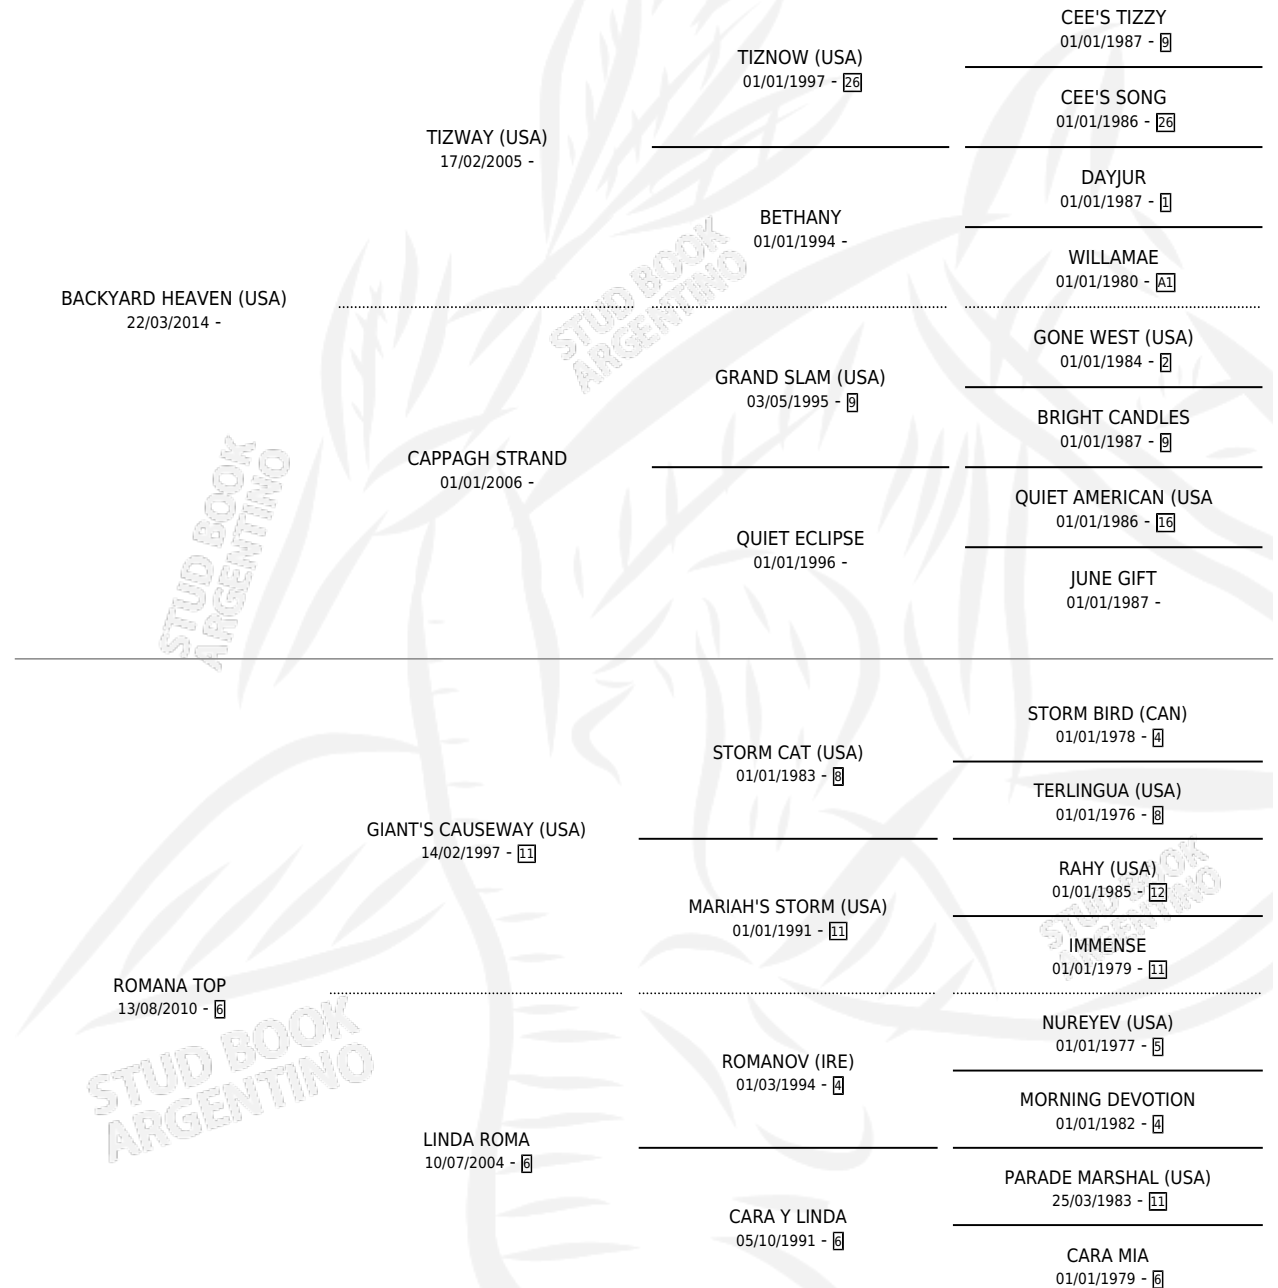 CEE'S TIZZY
01/01/1987 - 9
TIZNOW (USA)
01/01/1997 - 26
CEE'S SONG
01/01/1986 - 26
TIZWAY (USA)
17/02/2005 -
DAYJUR
01/01/1987 - 1
BETHANY
01/01/1994 -
WILLAMAE
01/01/1980 - A1
BACKYARD HEAVEN (USA)
22/03/2014 -
STUD BOOK
ARGENTINO
GONE WEST (USA)
01/01/1984 - 2
GRAND SLAM (USA)
03/05/1995 - 9
BRIGHT CANDLES
01/01/1987 - 9
CAPPAGH STRAND
01/01/2006 -
QUIET AMERICAN (USA
01/01/1986 - 16
QUIET ECLIPSE
01/01/1996 -
JUNE GIFT
01/01/1987 -
STUD BOOK
ARGENTINO
STORM BIRD (CAN)
01/01/1978 - 4
STORM CAT (USA)
01/01/1983 - 8
TERLINGUA (USA)
01/01/1976 - 8
GIANT'S CAUSEWAY (USA)
14/02/1997 - 11
RAHY (USA)
01/01/1985 - 12
MARIAH'S STORM (USA)
01/01/1991 - 11
STUD BOOK
ARGENTINO
IMMENSE
01/01/1979 - 11
ROMANA TOP
13/08/2010 - 6
STUD BOOK
ARGENTINO
NUREYEV (USA)
01/01/1977 - 5
ROMANOV (IRE)
01/03/1994 - 4
MORNING DEVOTION
01/01/1982 - 4
LINDA ROMA
10/07/2004 - 6
PARADE MARSHAL (USA)
25/03/1983 - 11
CARA Y LINDA
05/10/1991 - 6
CARA MIA
01/01/1979 - 6